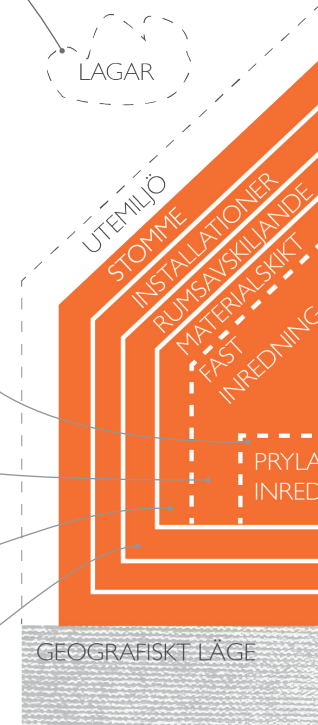 LAGAR
UTEMILJÖ
STOMME
INSTALLATIONER
RUMSAVSKILJANDE
MATERIALSKIKT
FAST
INREDNING
PRYLA
INRED
GEOGRAFISKT LÄGE